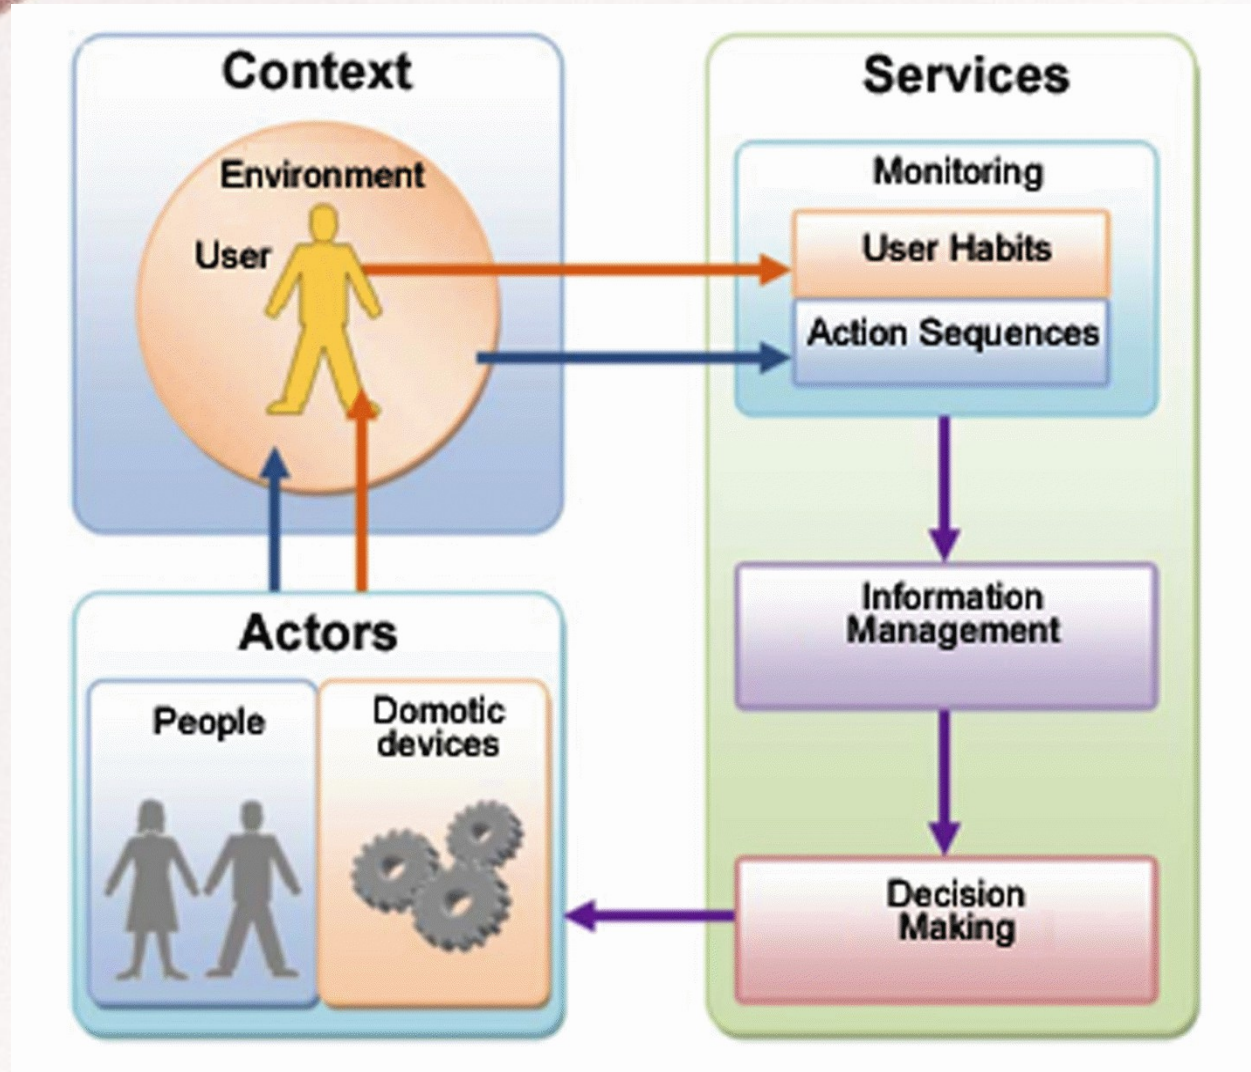 Context
Environment
User
Services
Monitoring
User Habits
Action Sequences
Information
Management
Decision
Making
Actors
People
Domotic
devices